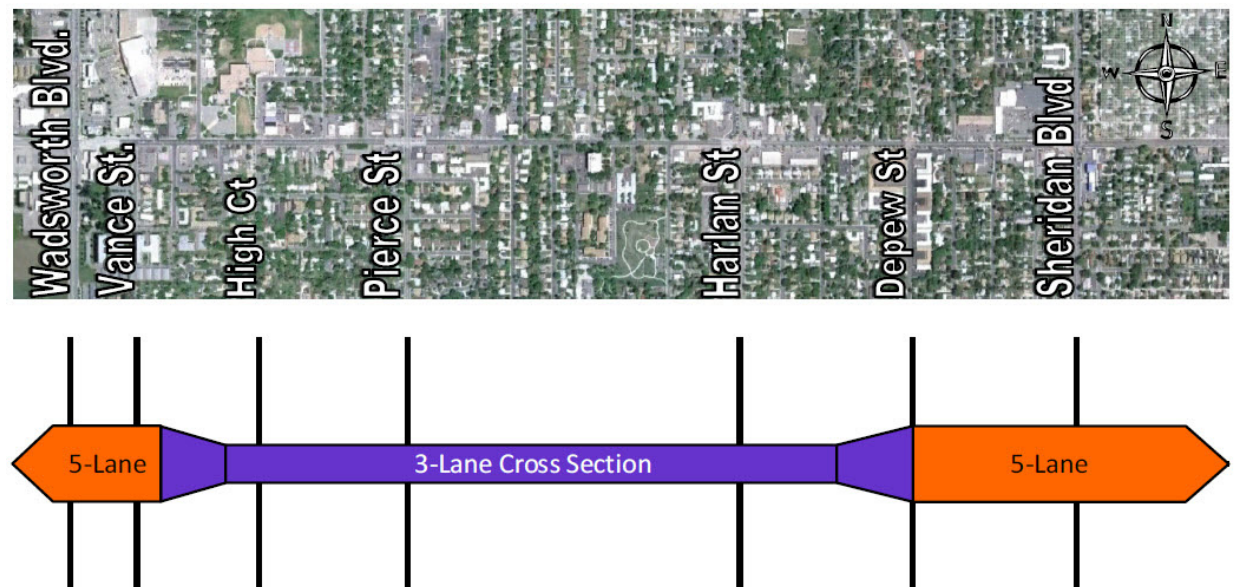 Wadsworth Blvd.
Vance St.
High Ct
Pierce St
Harlan St
Depew St
Sheridan Blvd
N
W
E
S
5-Lane
3-Lane Cross Section
5-Lane